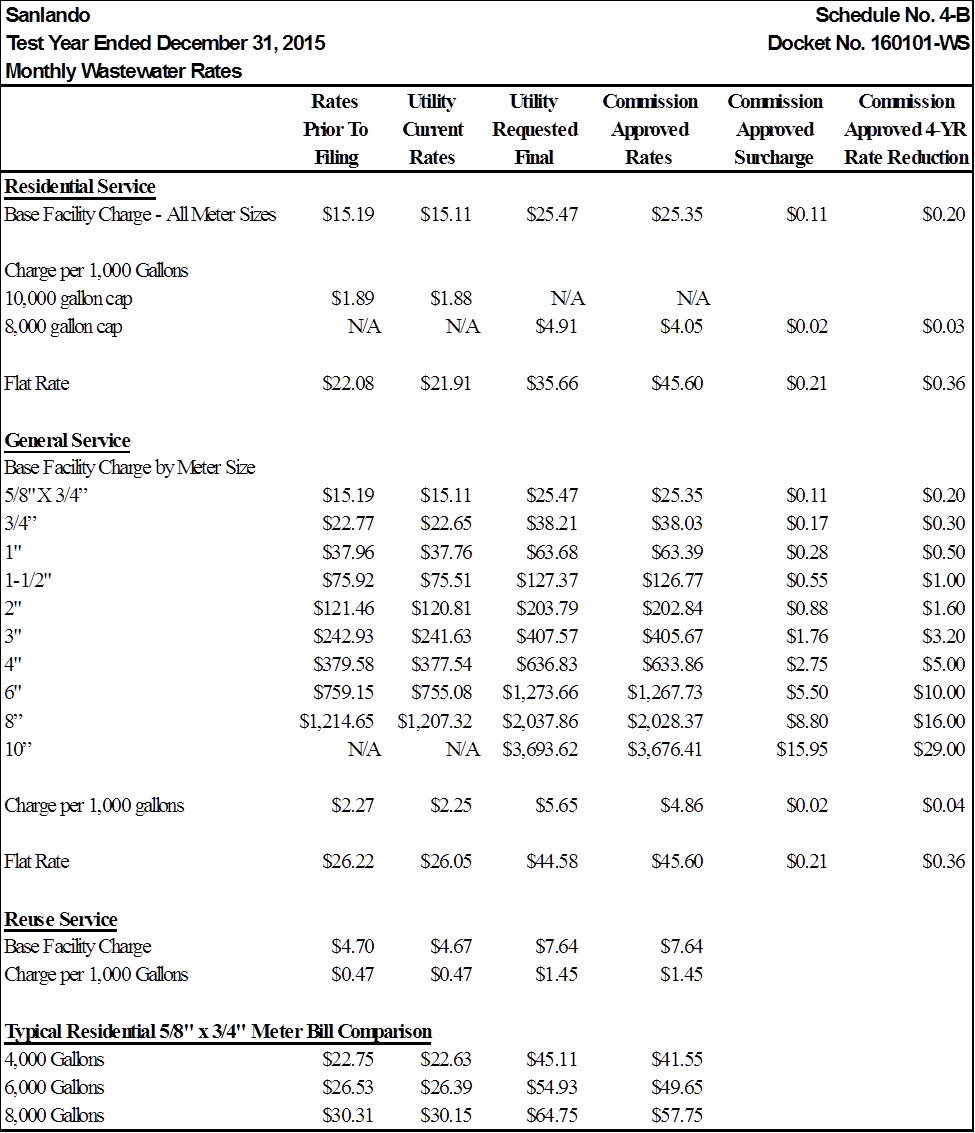 Sanlando Schedule No. 4-B
Test Year Ended December 31, 2015 Docket No. 160101-WS
Monthly Wastewater Rates
Rates Utility Utility Commission Commission Commission
Prior To Current Requested Approved Approved Approved 4-YR
Filing Rates Final Rates Surcharge Rate Reduction
Residential Service
Base Facility Charge - All Meter Sizes $15.19 $15.11 $25.47 $25.35 $0.11 $0.20
Charge per 1,000 Gallons
10,000 gallon cap $1.89 $1.88 N/A N/A
8,000 gallon cap N/A N/A $4.91 $4.05 $0.02 $0.03
Flat Rate $22.08 $21.91 $35.66 $45.60 $0.21 $0.36
General Service
Base Facility Charge by Meter Size
5/8"X 3/4” $15.19 $15.11 $25.47 $25.35 $0.11 $0.20
3/4” $22.77 $22.65 $38.21 $38.03 $0.17 $0.30
1" $37.96 $37.76 $63.68 $63.39 $0.28 $0.50
1-1/2" $75.92 $75.51 $127.37 $126.77 $0.55 $1.00
2" $121.46 $120.81 $203.79 $202.84 $0.88 $1.60
3" $242.93 $241.63 $407.57 $405.67 $1.76 $3.20
4" $379.58 $377.54 $636.83 $633.86 $2.75 $5.00
6" $759.15 $755.08 $1,273.66 $1,267.73 $5.50 $10.00
8” $1,214.65 $1,207.32 $2,037.86 $2,028.37 $8.80 $16.00
10” N/A N/A $3,693.62 $3,676.41 $15.95 $29.00
Charge per 1,000 gallons $2.27 $2.25 $5.65 $4.86 $0.02 $0.04
Flat Rate $26.22 $26.05 $44.58 $45.60 $0.21 $0.36
Reuse Service
Base Facility Charge $4.70 $4.67 $7.64 $7.64
Charge per 1,000 Gallons $0.47 $0.47 $1.45 $1.45
Typical Residential 5/8" x 3/4" Meter Bill Comparison
4,000 Gallons $22.75 $22.63 $45.11 $41.55
6,000 Gallons $26.53 $26.39 $54.93 $49.65
8,000 Gallons $30.31 $30.15 $64.75 $57.75